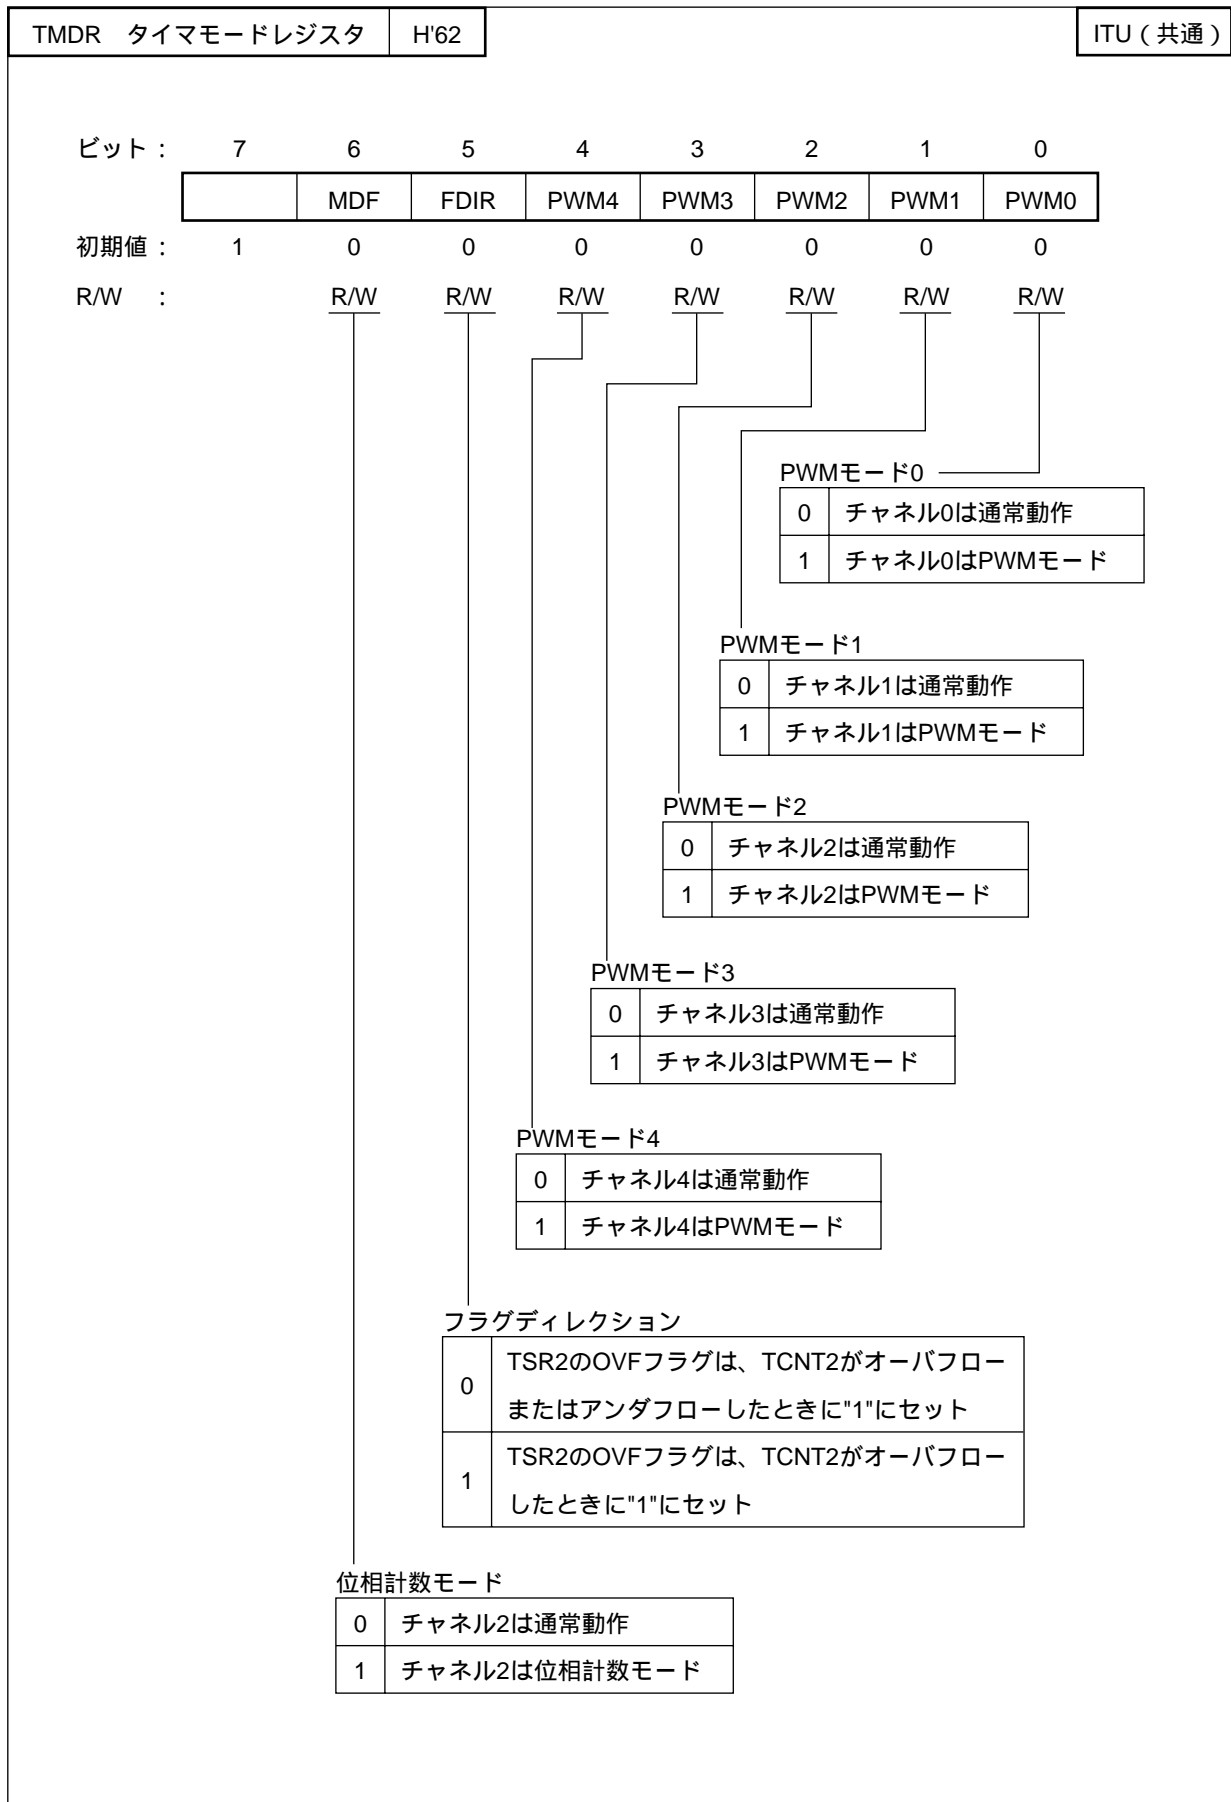 TMDR タイマモードレジスタ H'62 ITU(共通)
ビット: 7 6 5 4 3 2 1 0
MDF FDIR PWM4 PWM3 PWM2 PWM1 PWM0
初期値: 1 0 0 0 0 0 0 0
R/W : R/W R/W R/W R/W R/W R/W R/W
PWMモード0
0 チャネル0は通常動作
1 チャネル0はPWMモード
PWMモード1
0 チャネル1は通常動作
1 チャネル1はPWMモード
PWMモード2
0 チャネル2は通常動作
1 チャネル2はPWMモード
PWMモード3
0 チャネル3は通常動作
1 チャネル3はPWMモード
PWMモード4
0 チャネル4は通常動作
1 チャネル4はPWMモード
フラグディレクション
0 TSR2のOVFフラグは、TCNT2がオーバフロー
またはアンダフローしたときに"1"にセット
1 TSR2のOVFフラグは、TCNT2がオーバフロー
したときに"1"にセット
位相計数モード
0 チャネル2は通常動作
1 チャネル2は位相計数モード